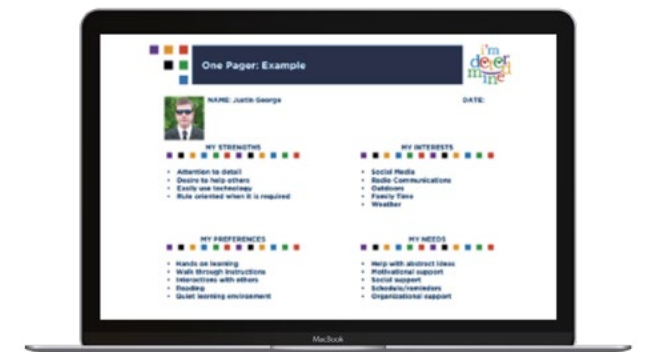 One Pager: Example
i'm
deter
mine
NAME: Justin George
DATE:
MY STRENGTHS
• Attention to detail
• Desire to help others
• Easily use technology
• Rule oriented when it is required
MY INTERESTS
• Social Media
• Radio Communications
• Outdoors
• Family Time
• Weather
MY PREFERENCES
• Hands on learning
• Walk through instructions
• Interactions with others
• Reading
• Quiet learning environment
MY NEEDS
• Help with abstract ideas
• Motivational support
• Social support
• Schedule/reminders
• Organizational support
MacBook